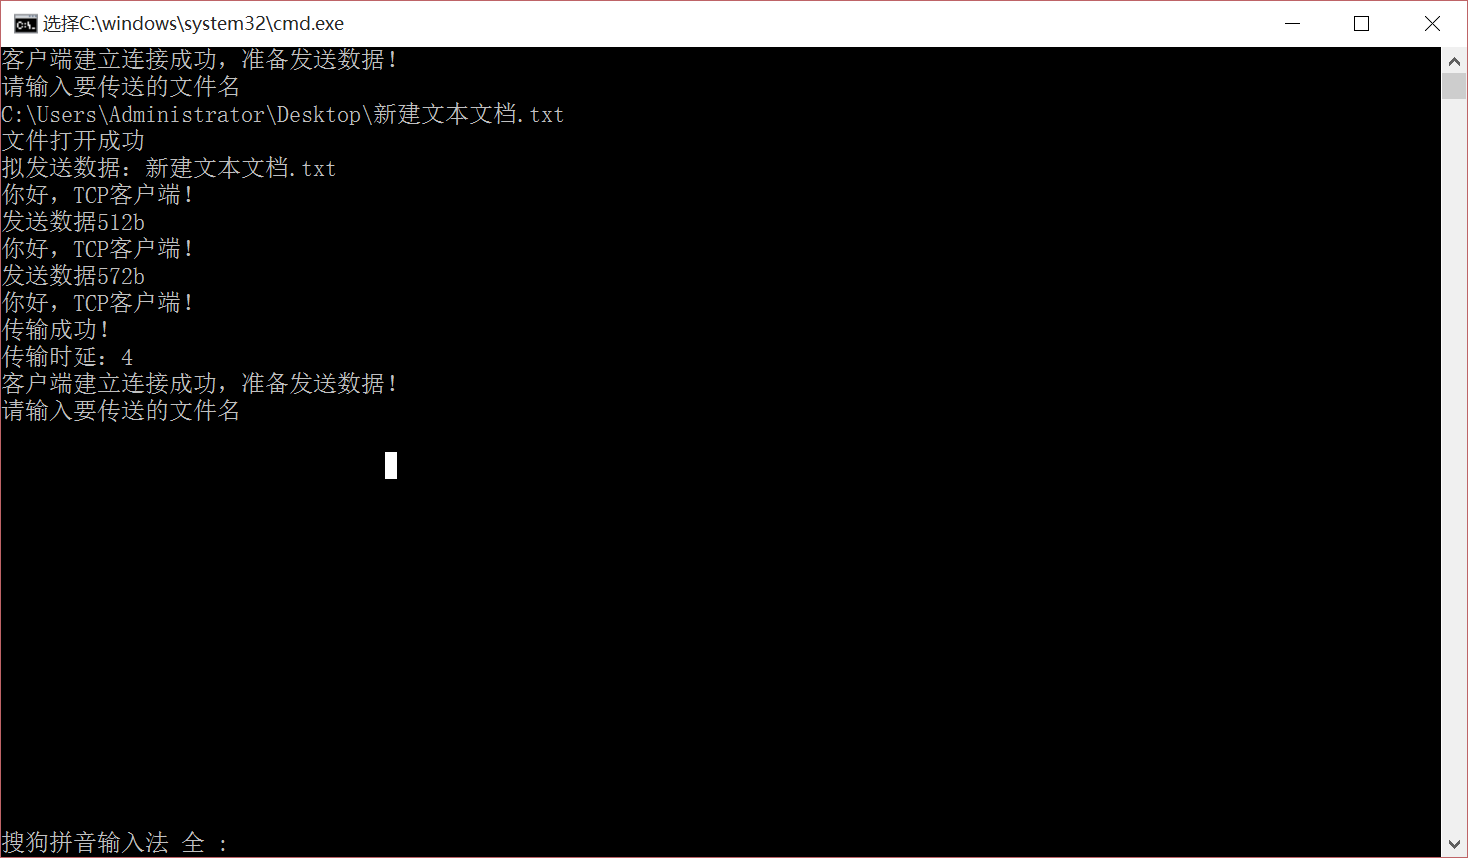 选择C:\windows\system32\cmd.exe
客户端建立连接成功，准备发送数据！
请输入要传送的文件名
C:\Users\Administrator\Desktop\新建文本文档.txt
文件打开成功
拟发送数据：新建文本文档.txt
你好，TCP客户端！
发送数据512b
你好，TCP客户端！
发送数据572b
你好，TCP客户端！
传输成功！
传输时延：4
客户端建立连接成功，准备发送数据！
请输入要传送的文件名
搜狗拼音输入法 全 :